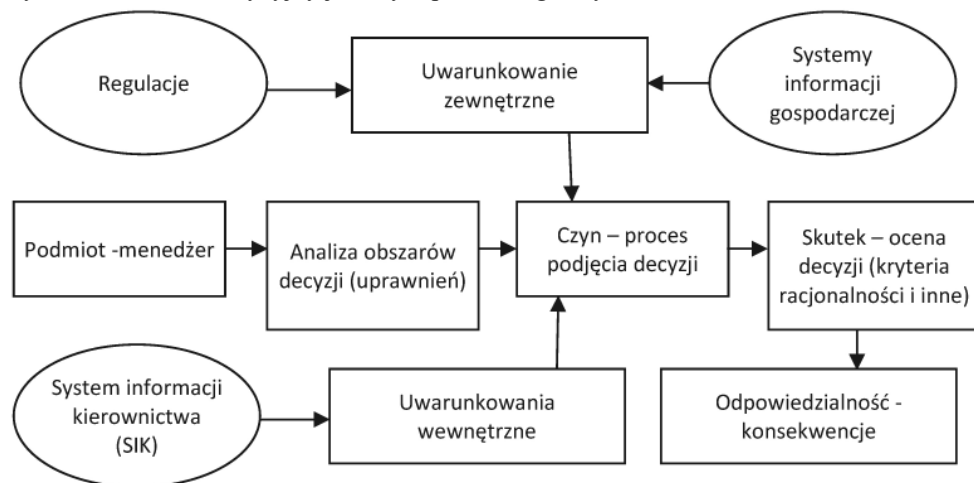 Regulacje
Uwarunkowanie
zewnętrzne
Systemy
informacji
gospodarczej
Podmiot -menedżer
Analiza obszarów
decyzji (uprawnień)
Czyn – proces
podjęcia decyzji
Skutek – ocena
decyzji (kryteria
racjonalności i inne)
System informacji
kierownictwa
(SIK)
Uwarunkowania
wewnętrzne
Odpowiedzialność -
konsekwencje